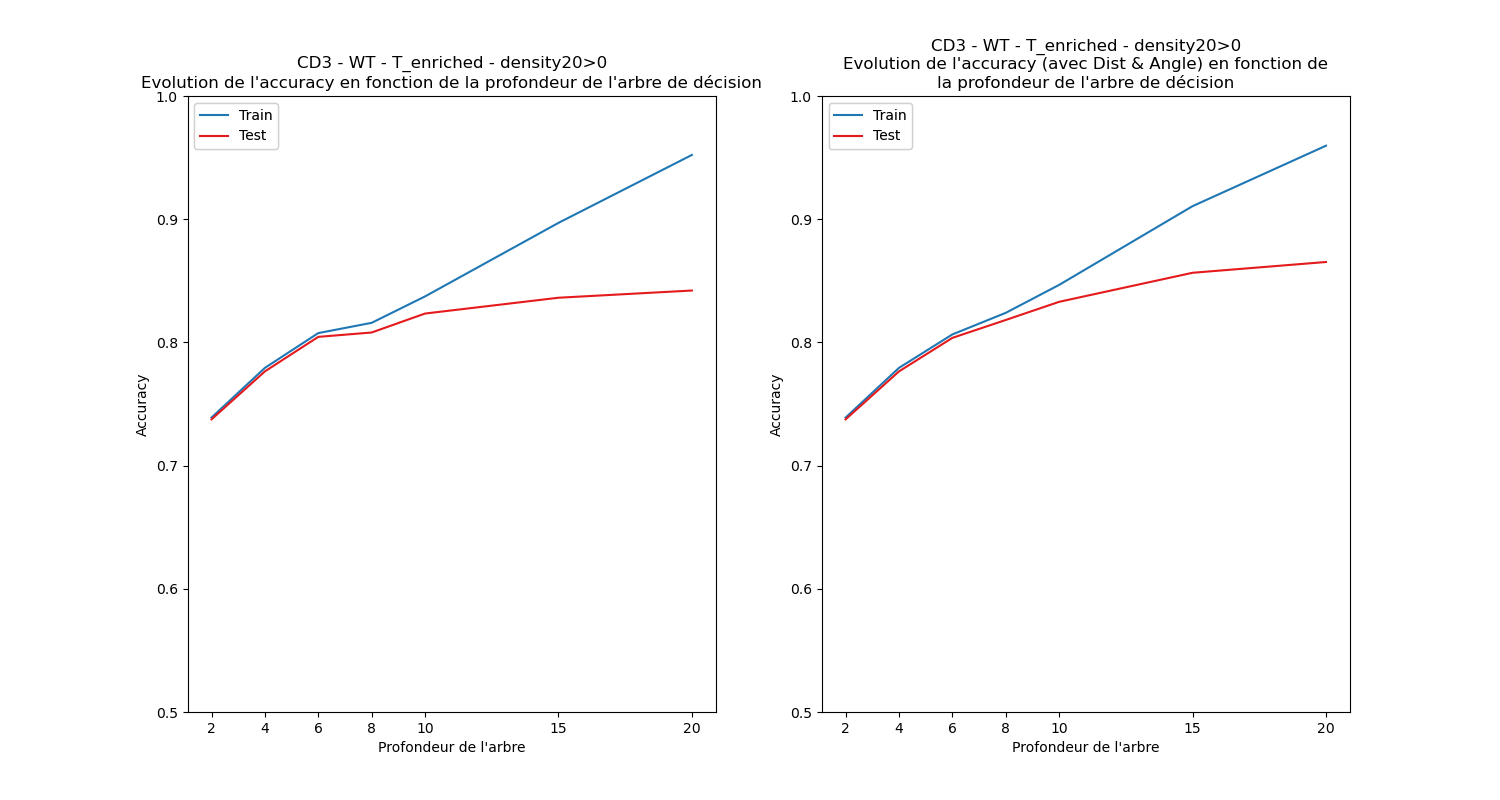 CD3 - WT - T_enriched - density20>0
Evolution de l'accuracy en fonction de la profondeur de l'arbre de décision
Train
Test
1.0
0.9
0.8
0.7
0.6
0.5
Accuracy
2 4 6 8 10 15 20
Profondeur de l'arbre
CD3 - WT - T_enriched - density20>0
Evolution de l'accuracy (avec Dist & Angle) en fonction de
la profondeur de l'arbre de décision
Train
Test
1.0
0.9
0.8
0.7
0.6
0.5
Accuracy
2 4 6 8 10 15 20
Profondeur de l'arbre